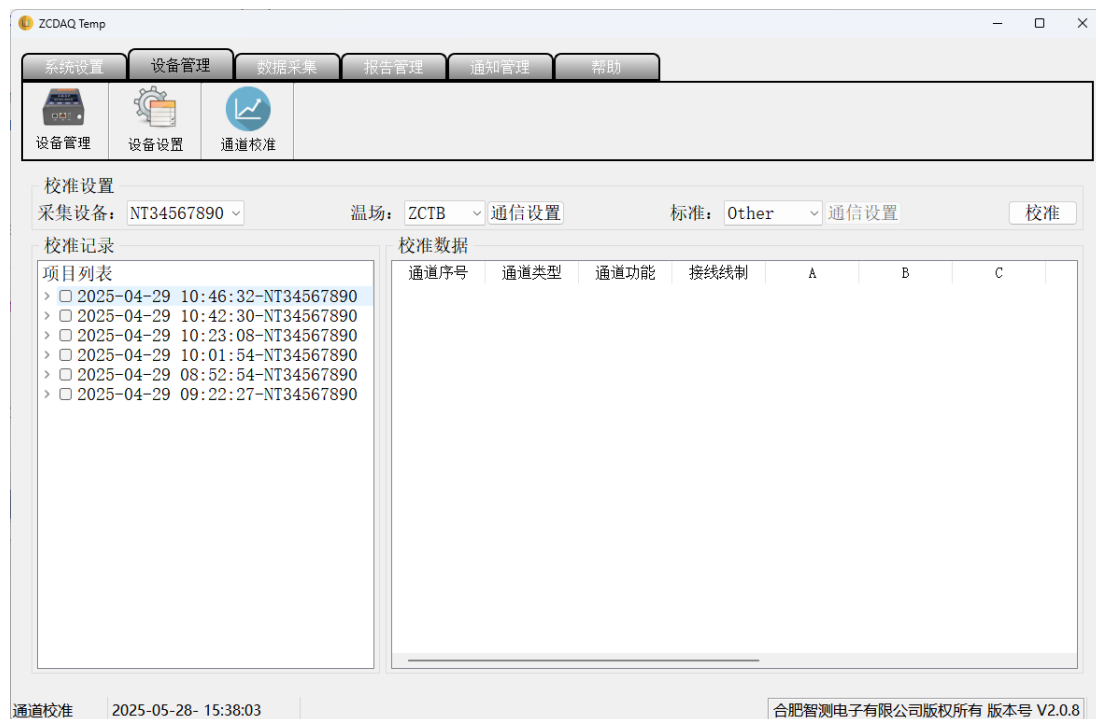 ZCDAQ Temp
系统设置 设备管理 数据采集 报告管理 通知管理 帮助
设备管理 设备设置 通道校准
校准设置
采集设备: NT34567890 温场: ZCTB 通信设置 标准: Other 通信设置 校准
校准记录 校准数据
项目列表 通道序号 通道类型 通道功能 接线线制 A B C
2025-04-29 10:46:32-NT34567890
2025-04-29 10:42:30-NT34567890
2025-04-29 10:23:08-NT34567890
2025-04-29 10:01:54-NT34567890
2025-04-29 08:52:54-NT34567890
2025-04-29 09:22:27-NT34567890
通道校准 2025-05-28- 15:38:03 合肥智测电子有限公司版权所有 版本号 V2.0.8